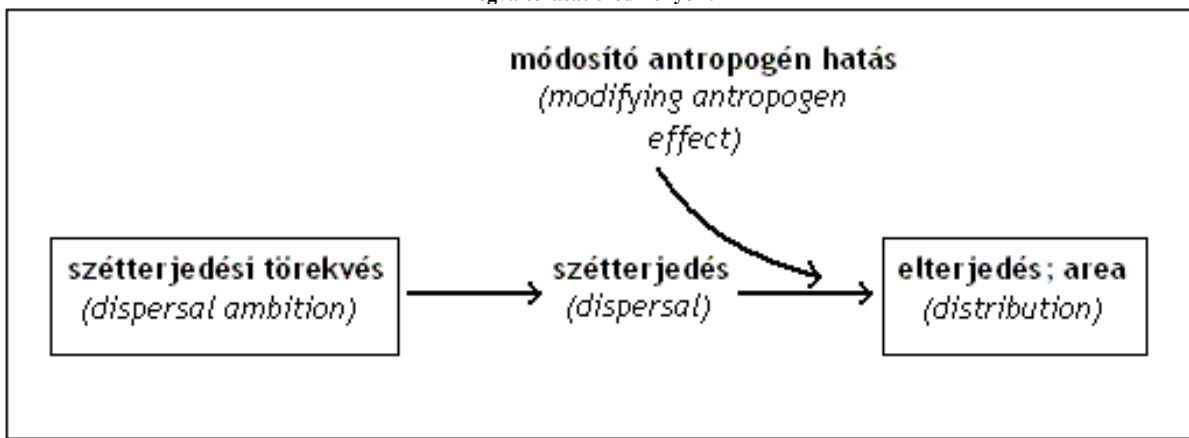 módosító antropogén hatás
(modifying antropogen
effect)
szétterjedési törekvés
(dispersal ambition)
szétterjedés
(dispersal)
elterjedés; area
(distribution)